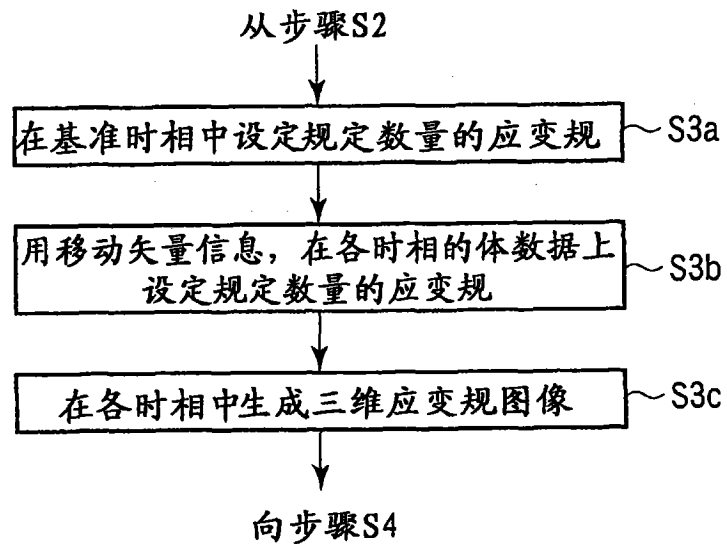 从步骤S2
在基准时相中设定规定数量的应变规
S3a
用移动矢量信息，在各时相的体数据上
设定规定数量的应变规
S3b
在各时相中生成三维应变规图像
S3c
向步骤S4